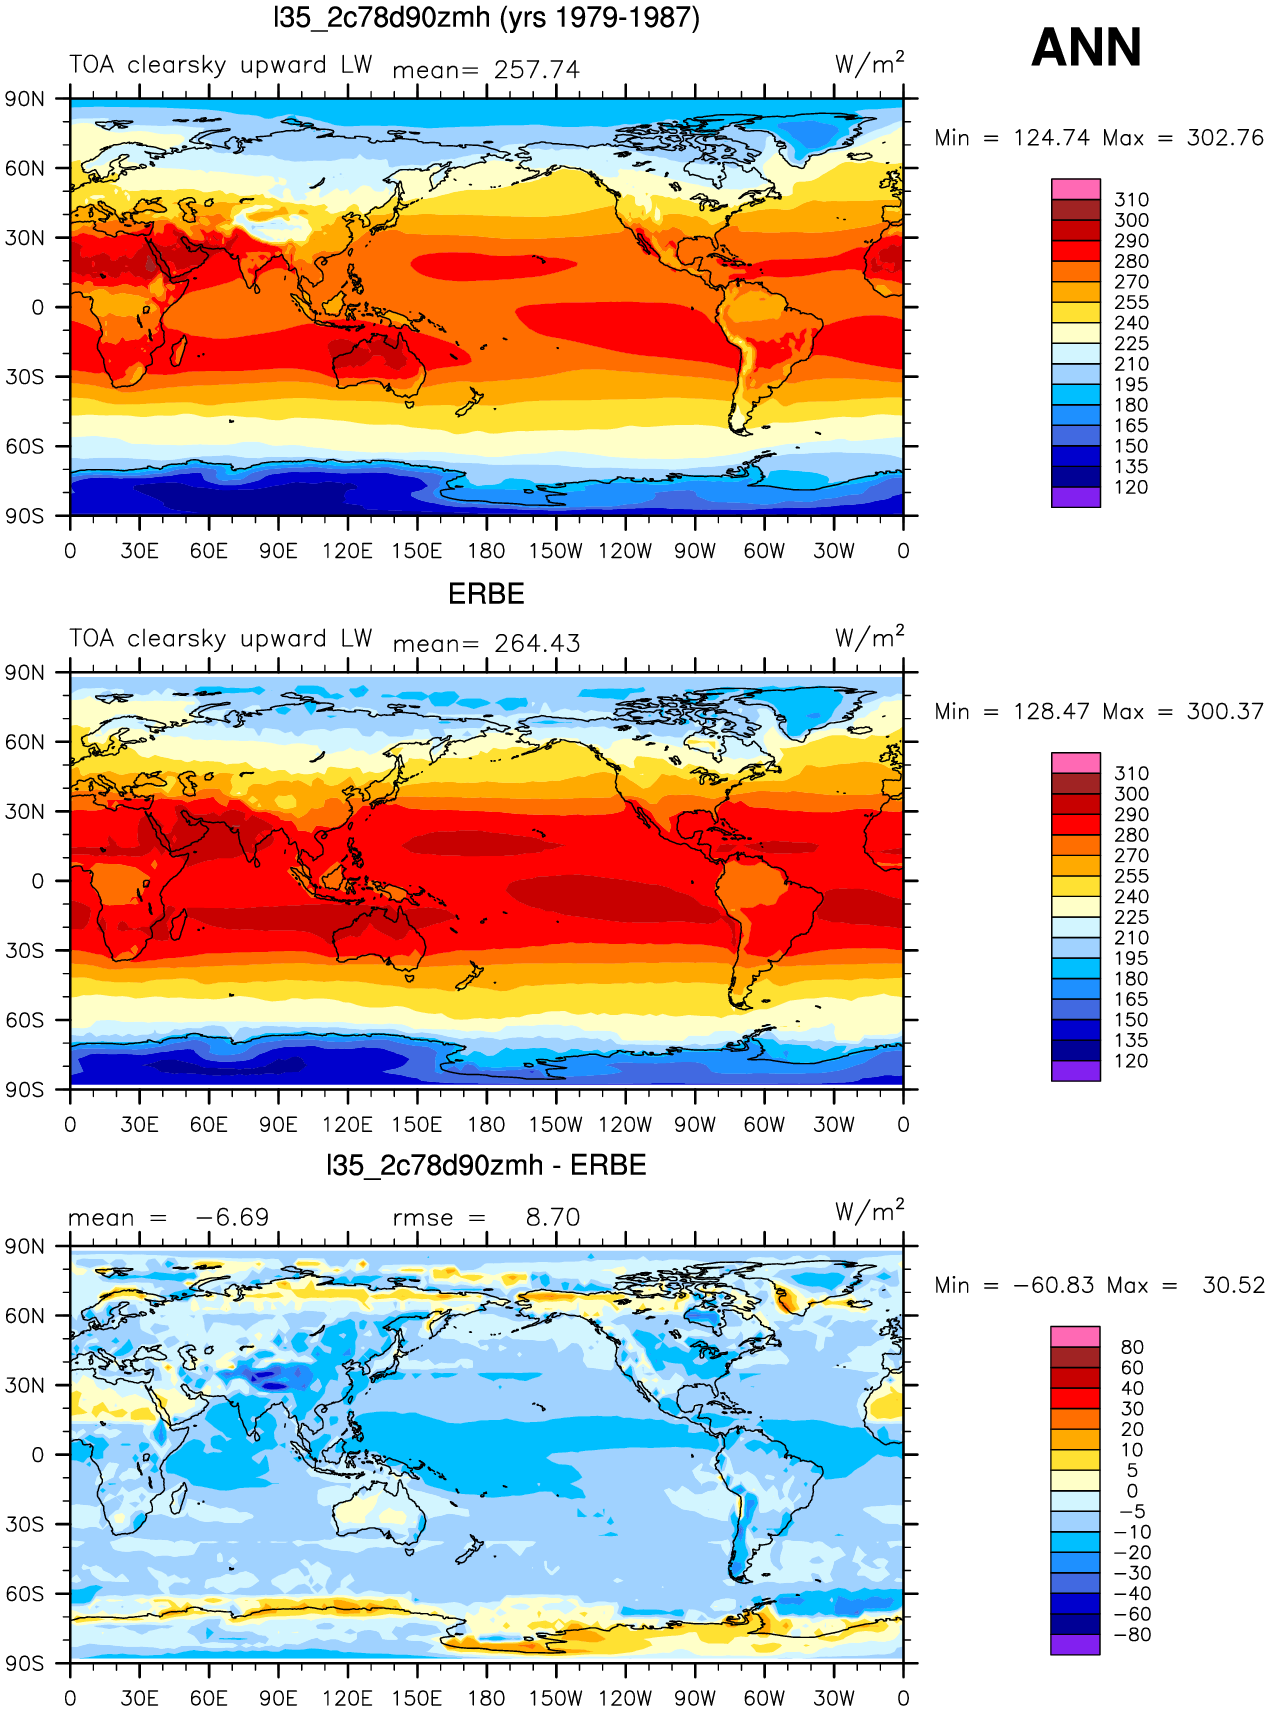 l35_2c78d90zmh (yrs 1979-1987)
ANN
TOA clearsky upward LW mean= 257.74 W/m2
Min = 124.74 Max = 302.76
90N
60N
30N
0
30S
60S
90S
0 30E 60E 90E 120E 150E 180 150W 120W 90W 60W 30W 0
310
300
290
280
270
255
240
225
210
195
180
165
150
135
120
ERBE
TOA clearsky upward LW mean= 264.43 W/m2
Min = 128.47 Max = 300.37
90N
60N
30N
0
30S
60S
90S
0 30E 60E 90E 120E 150E 180 150W 120W 90W 60W 30W 0
310
300
290
280
270
255
240
225
210
195
180
165
150
135
120
l35_2c78d90zmh - ERBE
mean = -6.69 rmse = 8.70 W/m2
Min = -60.83 Max = 30.52
90N
60N
30N
0
30S
60S
90S
0 30E 60E 90E 120E 150E 180 150W 120W 90W 60W 30W 0
80
60
40
30
20
10
5
0
-5
-10
-20
-30
-40
-60
-80